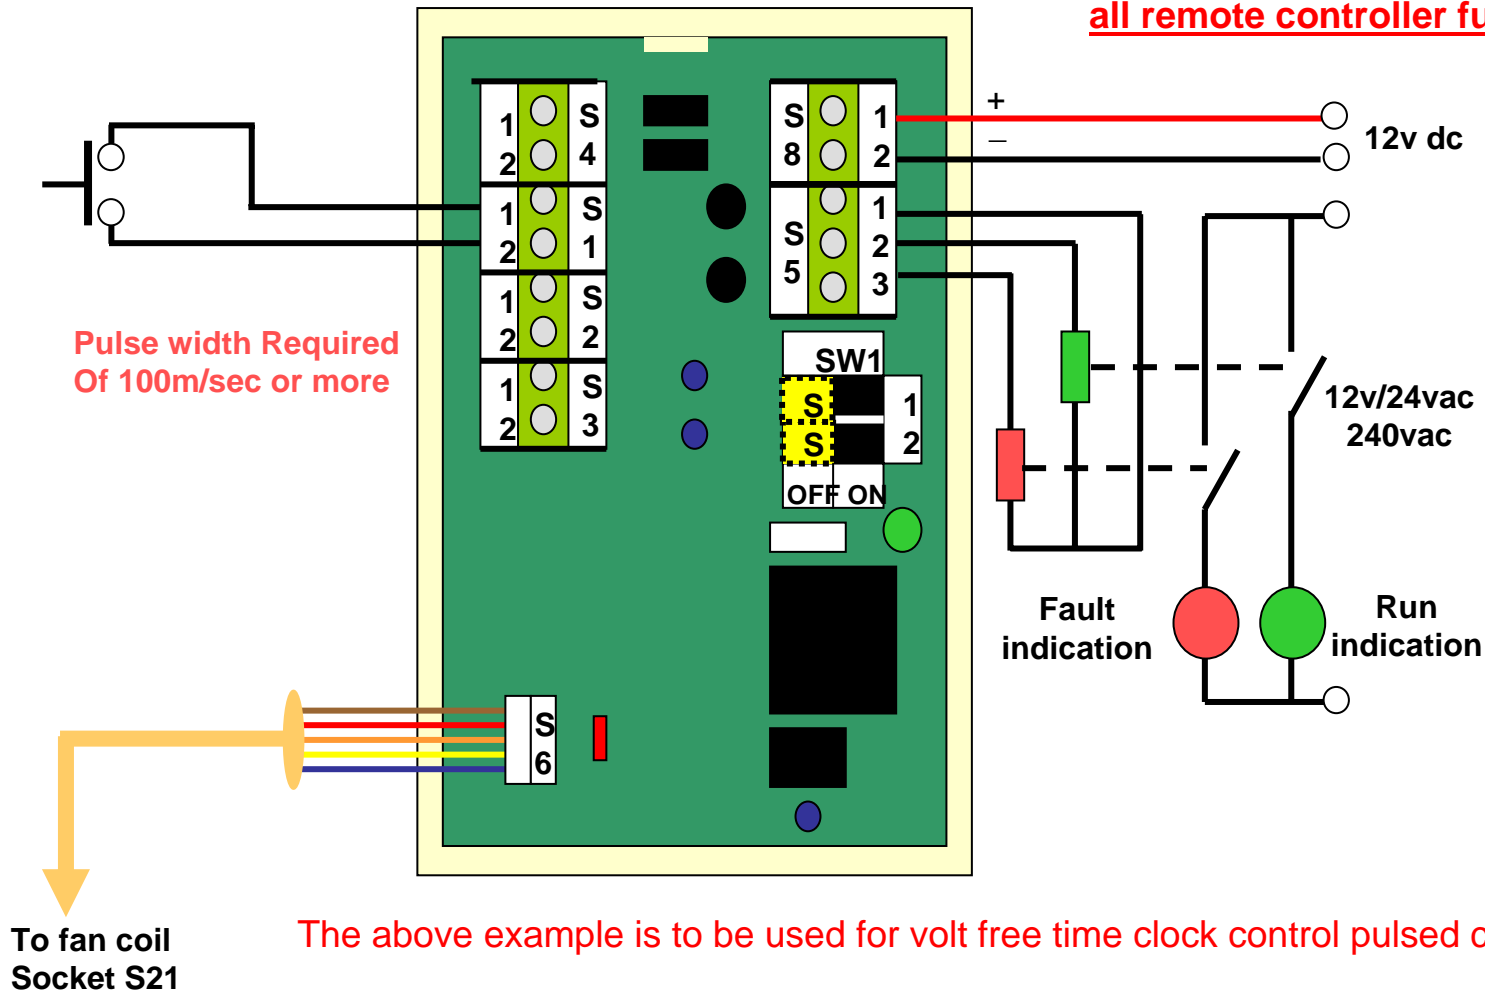 all remote controller fu
S
4
1
2
S
1
1
2
S
2
1
2
S
3
1
2
S
8
1
2
S
5
1
2
3
+
–
12v dc
Pulse width Required
Of 100m/sec or more
SW1
S
S
1
2
OFF ON
12v/24vac
240vac
Fault
indication
Run
indication
S
6
To fan coil
Socket S21
The above example is to be used for volt free time clock control pulsed